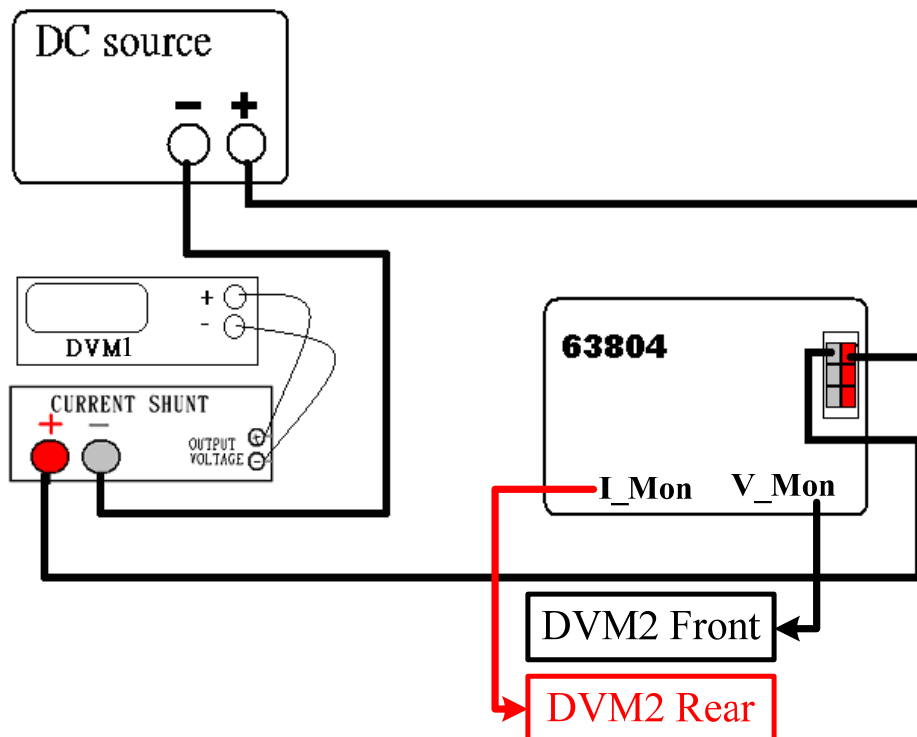 DC source
- +
+
-
DVM1
63804
CURRENT SHUNT
+ -
OUTPUT +
VOLTAGE -
I_Mon V_Mon
DVM2 Front
DVM2 Rear